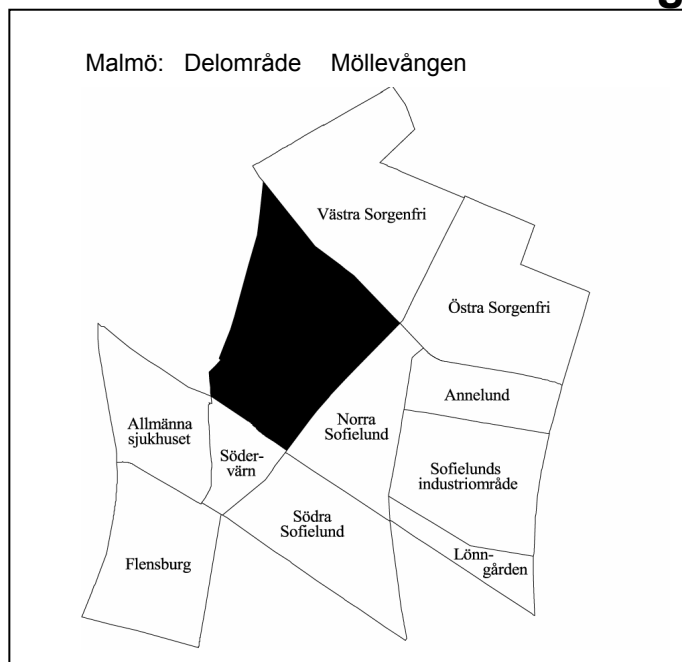 Malmö: Delområde Möllevången
Västra Sorgenfri
Östra Sorgenfri
Annelund
Allmänna
sjukhuset
Söder-
värn
Norra
Sofielund
Sofielunds
industriområde
Södra
Sofielund
Lönn-
gården
Flensburg